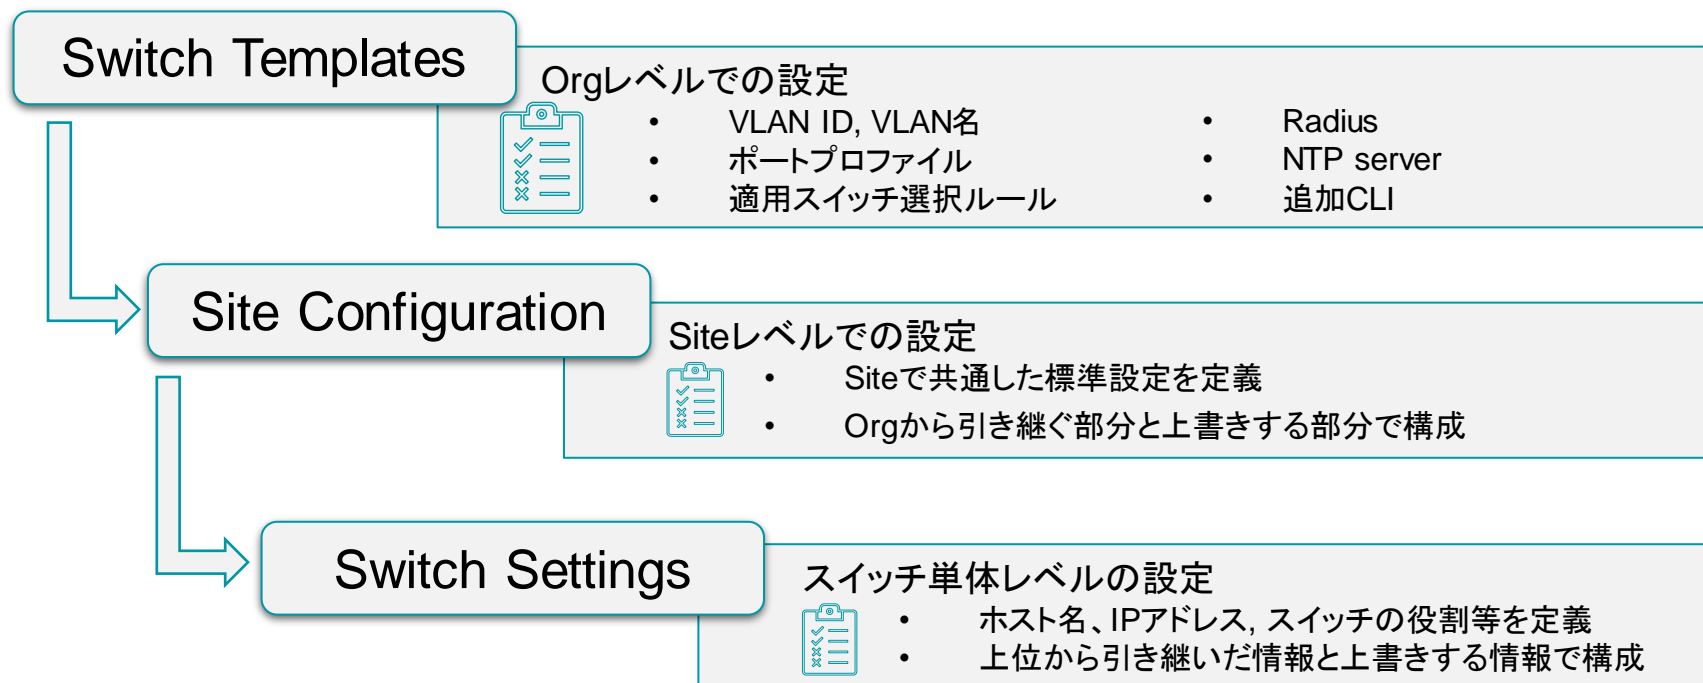 Switch Templates
Orgレベルでの設定
• VLAN ID, VLAN名
• ポートプロファイル
• 適用スイッチ選択ルール
• Radius
• NTP server
• 追加CLI
Site Configuration
Siteレベルでの設定
• Siteで共通した標準設定を定義
• Orgから引き継ぐ部分と上書きする部分で構成
Switch Settings
スイッチ単体レベルの設定
• ホスト名、IPアドレス, スイッチの役割等を定義
• 上位から引き継いだ情報と上書きする情報で構成